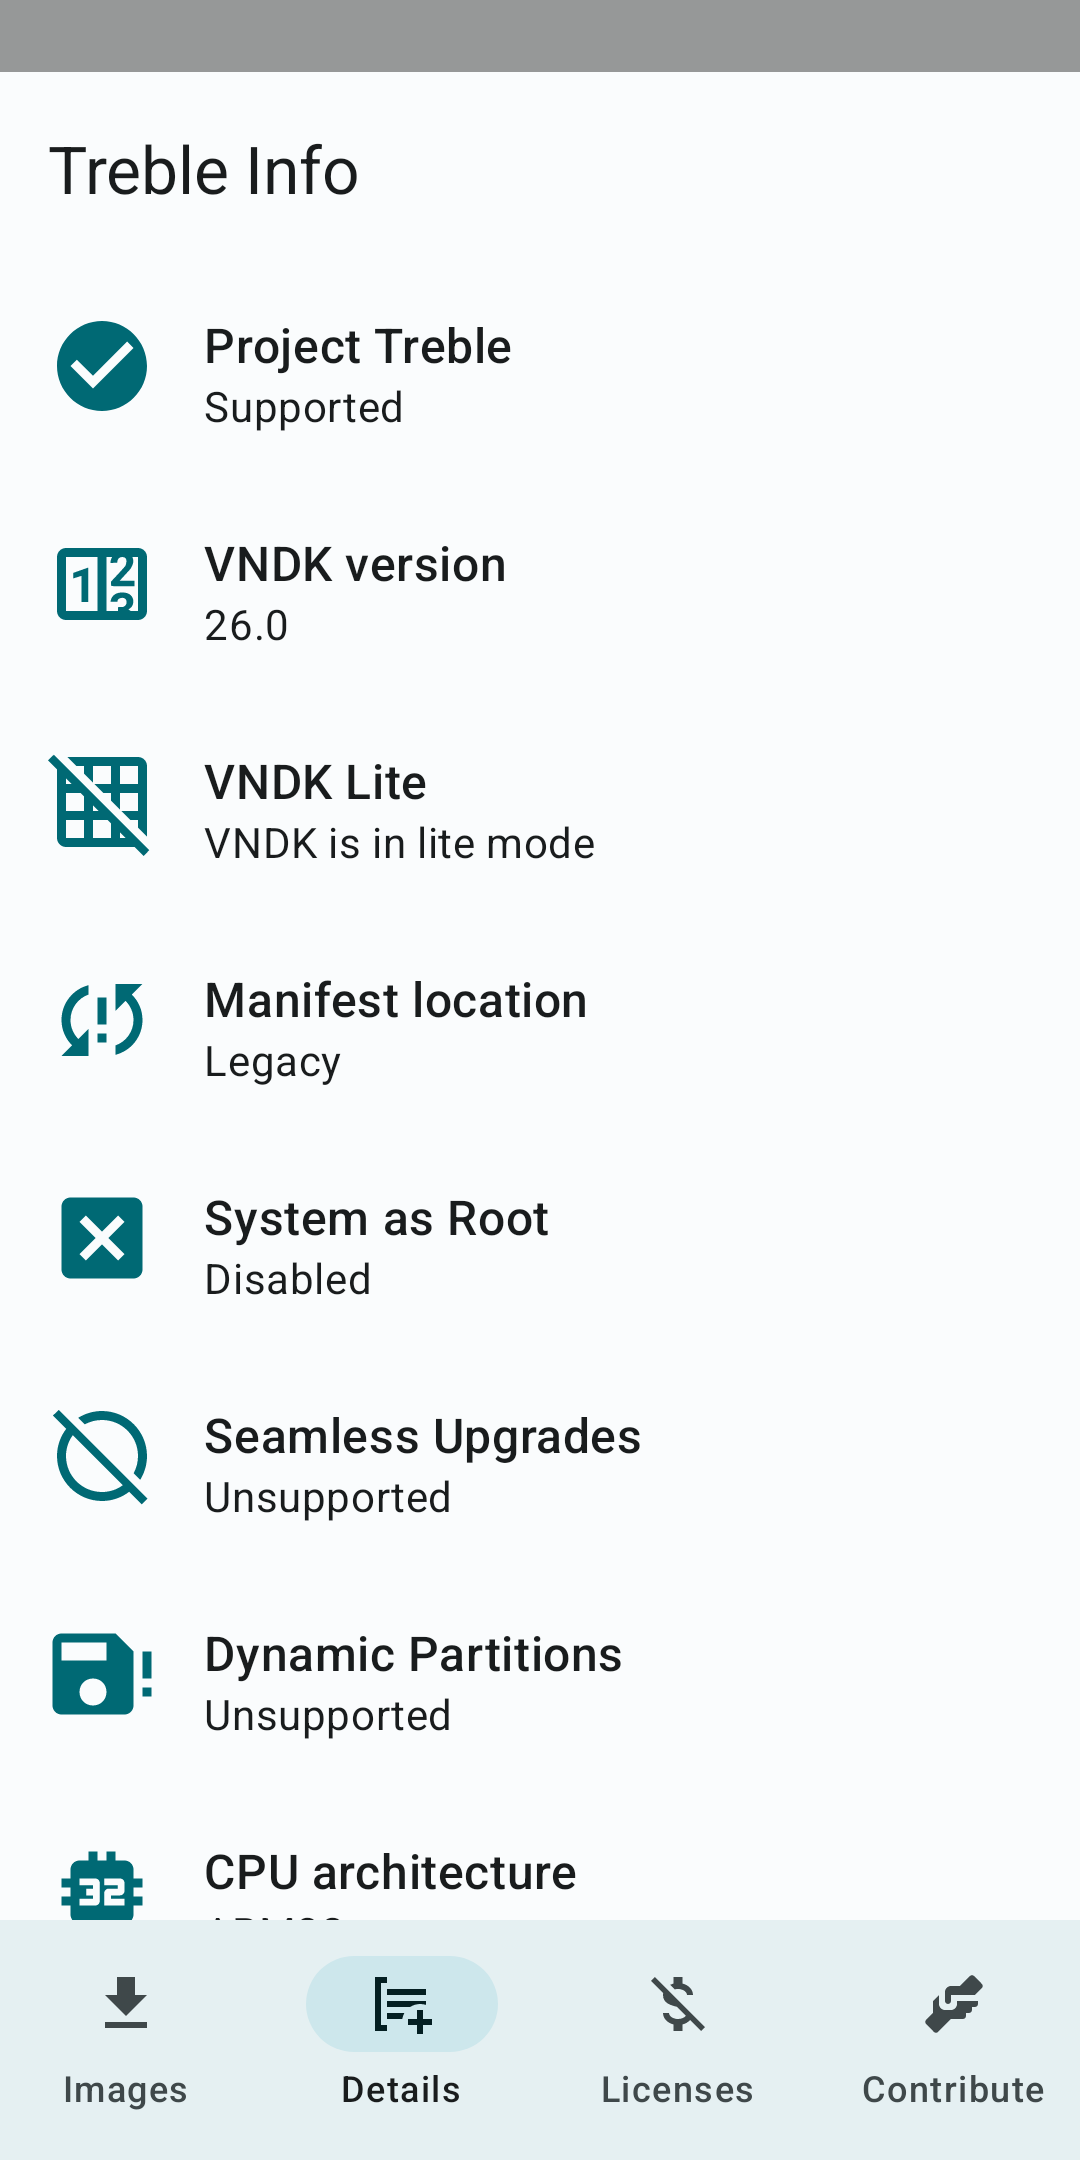 Treble Info
Project Treble
Supported
VNDK version
26.0
VNDK Lite
VNDK is in lite mode
Manifest location
Legacy
System as Root
Disabled
Seamless Upgrades
Unsupported
Dynamic Partitions
Unsupported
CPU architecture
Images
Details
Licenses
Contribute